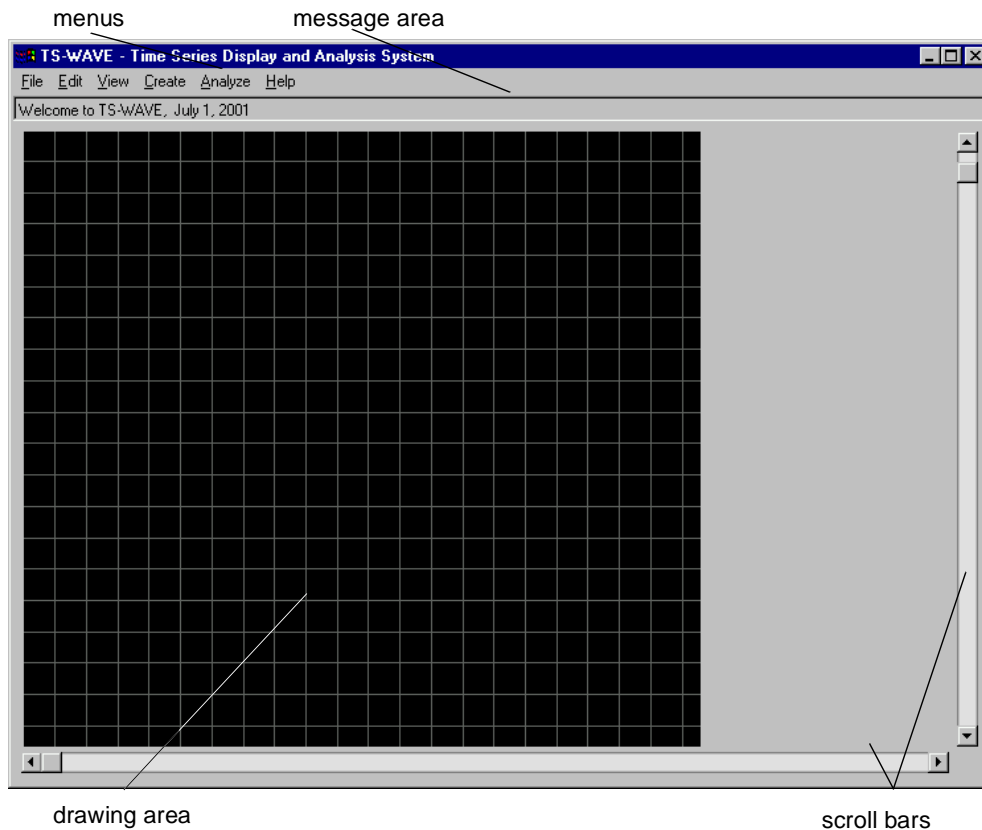 menus
message area
TS-WAVE - Time Series Display and Analysis System
File Edit View Create Analyze Help
Welcome to TS-WAVE, July 1, 2001
drawing area
scroll bars